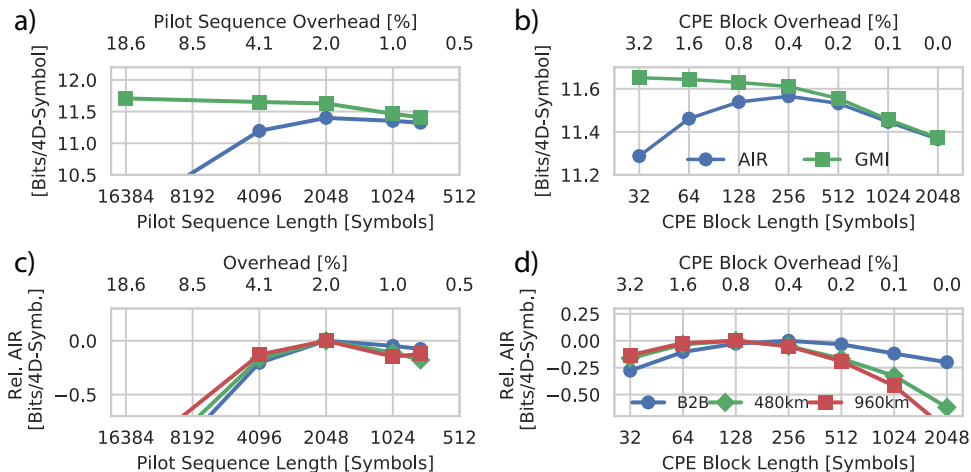 a)
Pilot Sequence Overhead [%]
18.6 8.5 4.1 2.0 1.0 0.5
[Bits/4D-Symbol]
12.0
11.5
11.0
10.5
16384 8192 4096 2048 1024 512
Pilot Sequence Length [Symbols]
b)
CPE Block Overhead [%]
3.2 1.6 0.8 0.4 0.2 0.1 0.0
[Bits/4D-Symbol]
11.6
11.4
11.2
AIR GMI
32 64 128 256 512 1024 2048
CPE Block Length [Symbols]
c)
Overhead [%]
18.6 8.5 4.1 2.0 1.0 0.5
Rel. AIR
[Bits/4D-Symb.]
0.0
−0.5
16384 8192 4096 2048 1024 512
Pilot Sequence Length [Symbols]
d)
CPE Block Overhead [%]
3.2 1.6 0.8 0.4 0.2 0.1 0.0
Rel. AIR
[Bits/4D-Symb.]
0.25
0.00
−0.25
−0.50
B2B 480km 960km
32 64 128 256 512 1024 2048
CPE Block Length [Symbols]